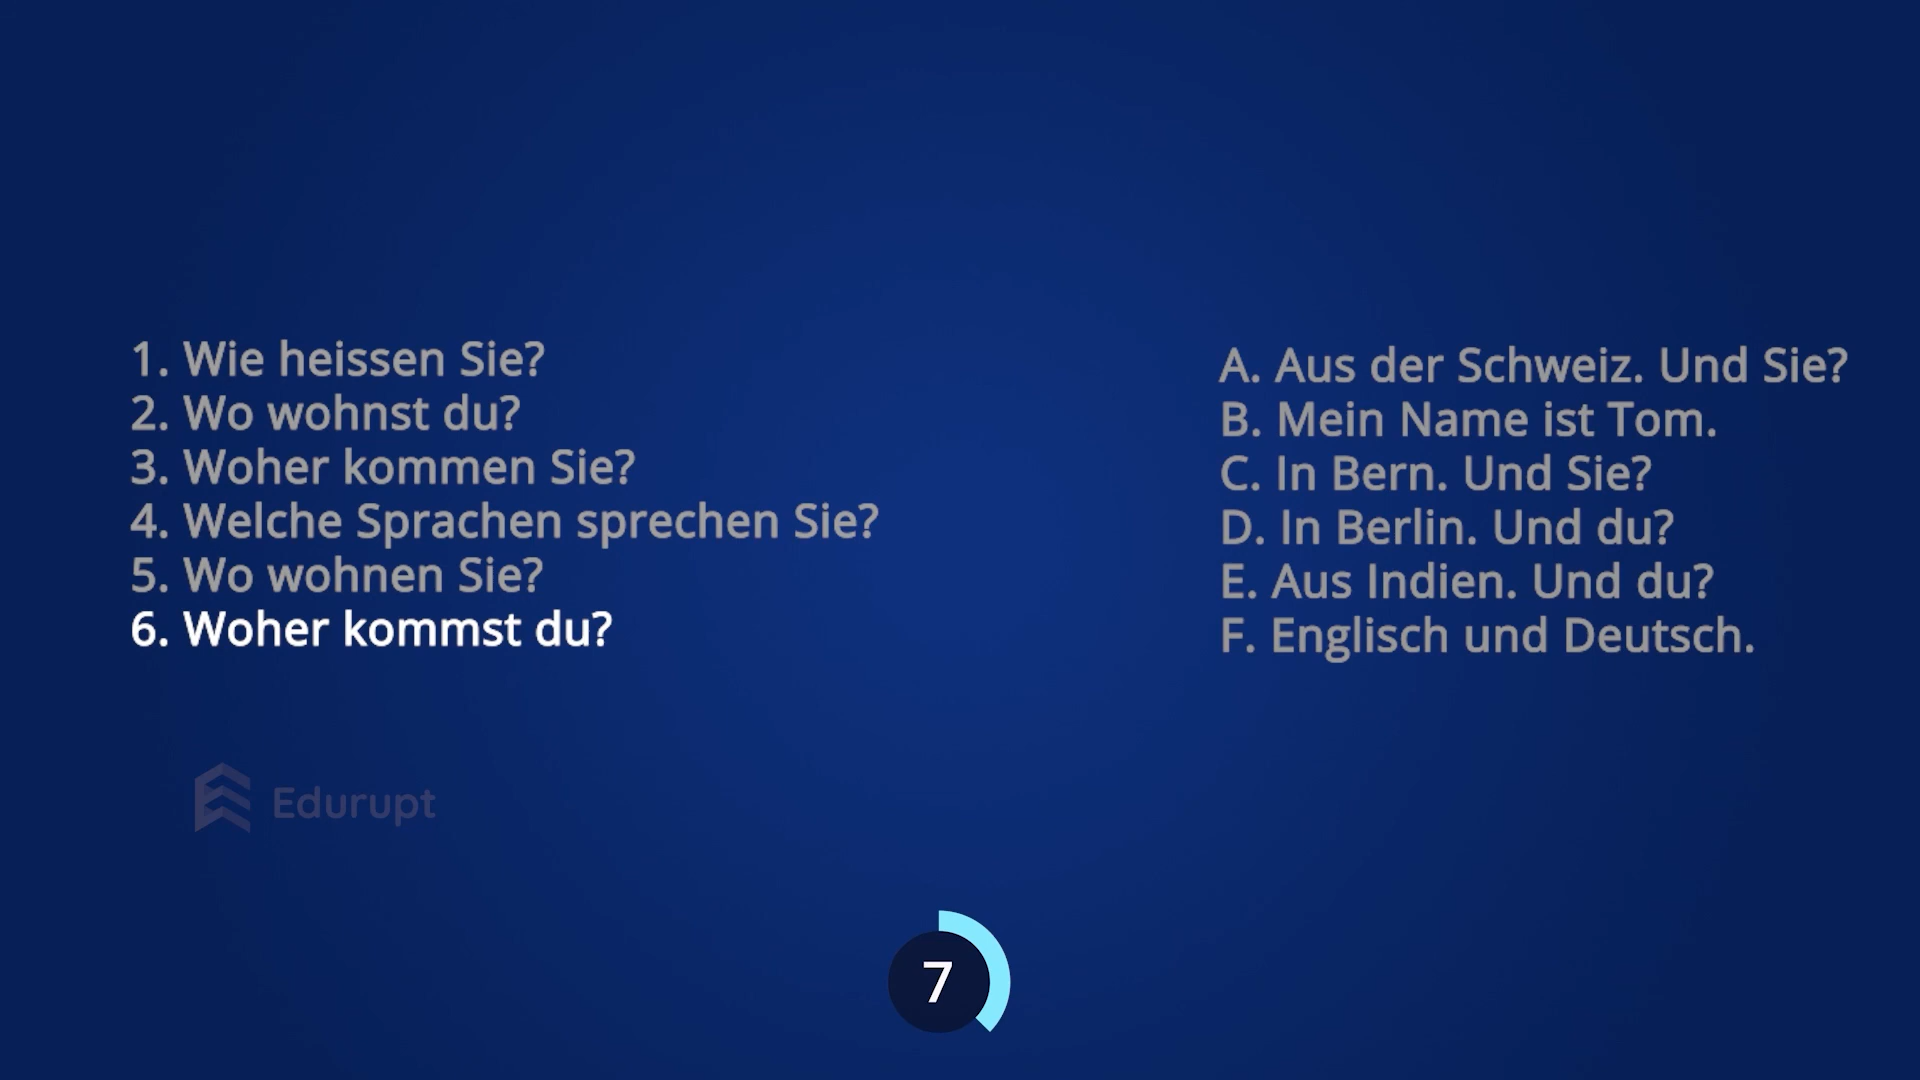 1. Wie heissen Sie?
2. Wo wohnst du?
3. Woher kommen Sie?
4. Welche Sprachen sprechen Sie?
5. Wo wohnen Sie?
6. Woher kommst du?
A. Aus der Schweiz. Und Sie?
B. Mein Name ist Tom.
C. In Bern. Und Sie?
D. In Berlin. Und du?
E. Aus Indien. Und du?
F. Englisch und Deutsch.
Edurupt
7